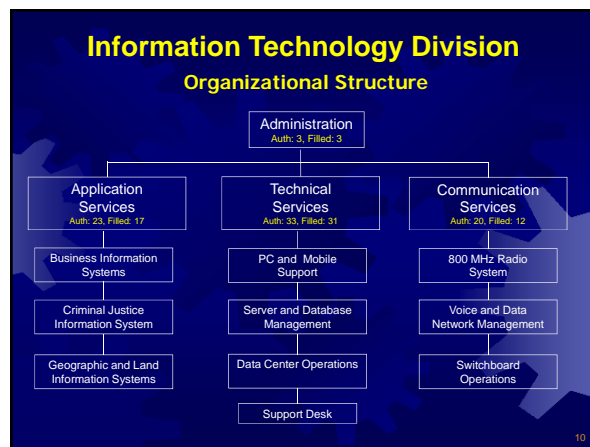 Information Technology Division
Organizational Structure
Administration
Auth: 3, Filled: 3
Application
Services
Auth: 23, Filled: 17
Technical
Services
Auth: 33, Filled: 31
Communication
Services
Auth: 20, Filled: 12
Business Information
Systems
PC and Mobile
Support
800 MHz Radio
System
Criminal Justice
Information System
Server and Database
Management
Voice and Data
Network Management
Geographic and Land
Information Systems
Data Center Operations
Switchboard
Operations
Support Desk
10